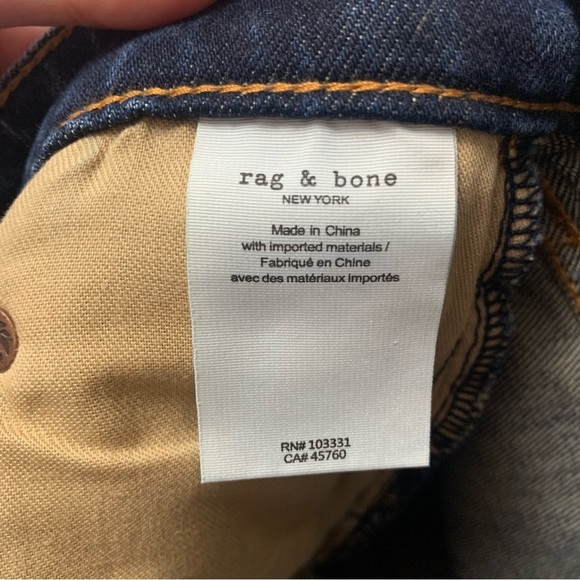 rag & bone
NEW YORK
Made in China
with imported materials /
Fabriqué en Chine
avec des matériaux importés
RN# 103331
CA# 45760